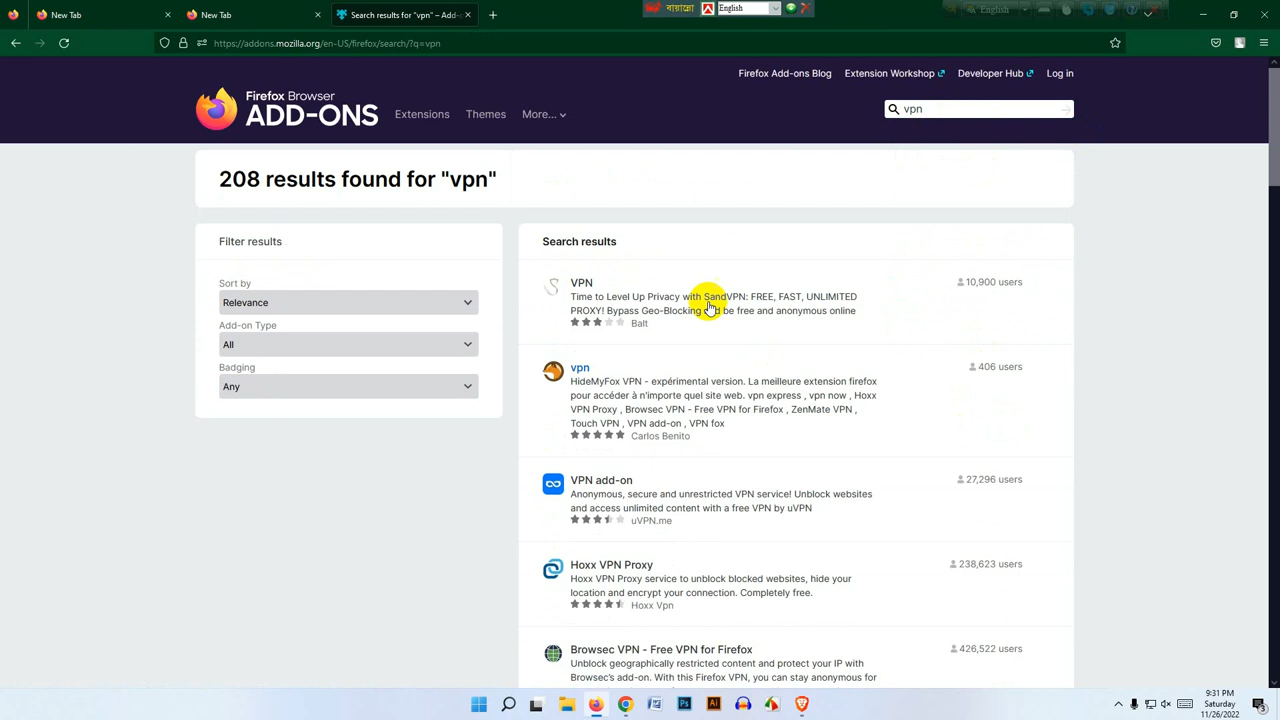 New Tab
New Tab
Search results for "vpn" – Add-
বায়ান্নো
English
English
https://addons.mozilla.org/en-US/firefox/search/?q=vpn
Firefox Add-ons Blog
Extension Workshop
Developer Hub
Log in
Firefox Browser
ADD-ONS
Extensions
Themes
More...
vpn
208 results found for "vpn"
Filter results
Search results
Sort by
Relevance
Add-on Type
All
Badging
Any
VPN
10,900 users
Time to Level Up Privacy with SandVPN: FREE, FAST, UNLIMITED
PROXY! Bypass Geo-Blocking and be free and anonymous online
Balt
vpn
406 users
HideMyFox VPN - expérimental version. La meilleure extension firefox
pour accéder à n'importe quel site web. vpn express , vpn now , Hoxx
VPN Proxy , Browsec VPN - Free VPN for Firefox , ZenMate VPN ,
Touch VPN , VPN add-on , VPN fox
Carlos Benito
VPN add-on
27,296 users
Anonymous, secure and unrestricted VPN service! Unblock websites
and access unlimited content with a free VPN by uVPN
uVPN.me
Hoxx VPN Proxy
238,623 users
Hoxx VPN Proxy service to unblock blocked websites, hide your
location and encrypt your connection. Completely free.
Hoxx Vpn
Browsec VPN - Free VPN for Firefox
426,522 users
Unblock geographically restricted content and protect your IP with
Browsec's add-on. With this Firefox VPN, you can stay anonymous for
9:31 PM
Saturday
11/26/2022